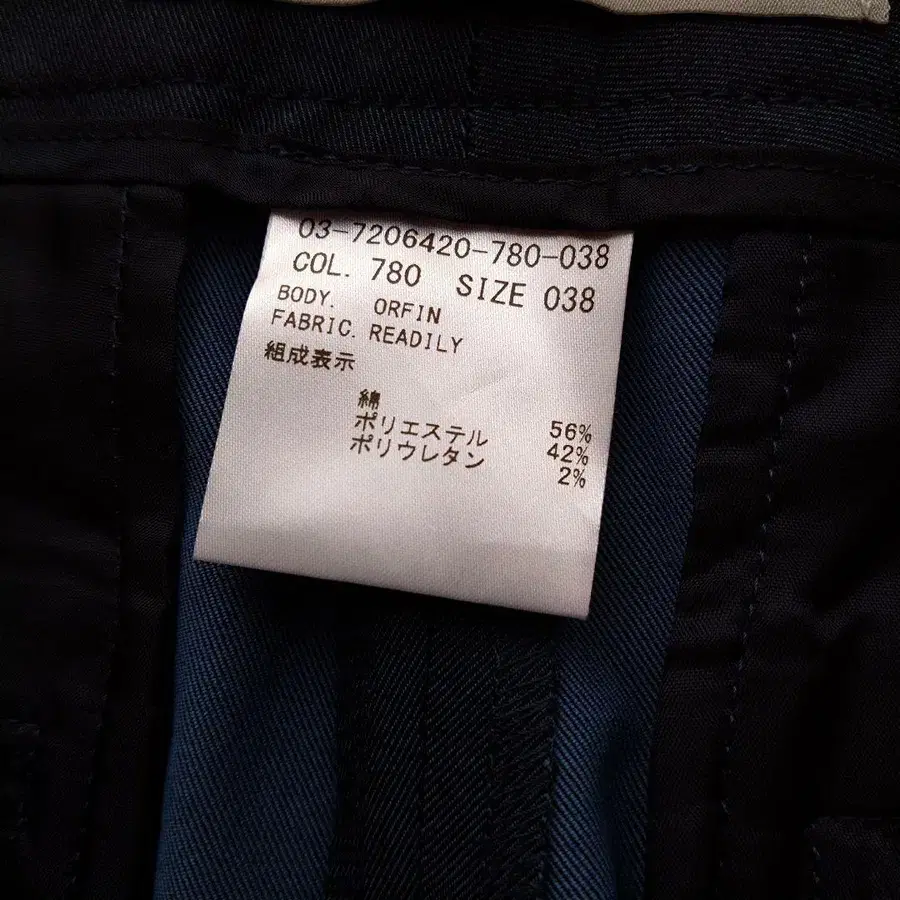 03-7206420-780-038
COL. 780 SIZE 038
BODY. ORFIN
FABRIC. READILY
組成表示
綿 56%
ポリエステル 42%
ポリウレタン 2%